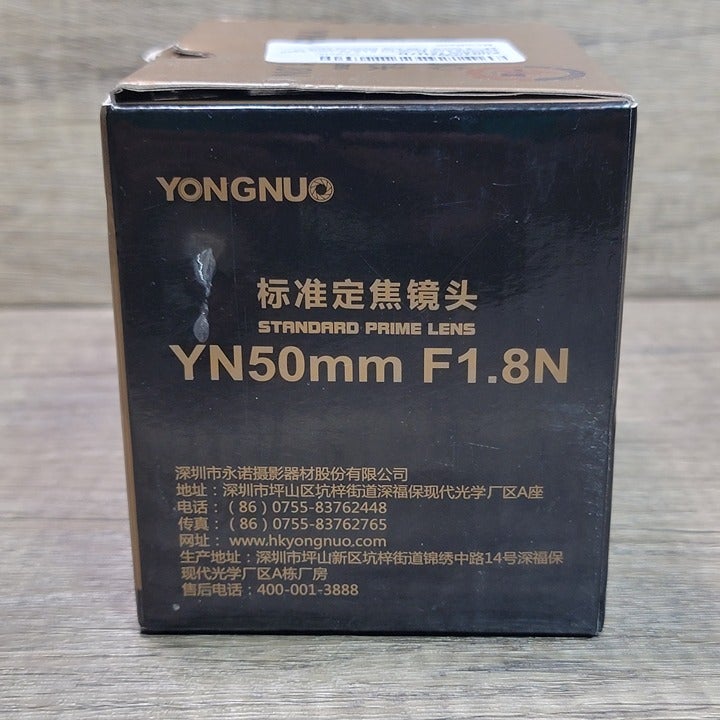 YONGNUO
标准定焦镜头
STANDARD PRIME LENS
YN50mm F1.8N
深圳市永诺摄影器材股份有限公司
地址：深圳市坪山区坑梓街道深福保现代光学厂区A座
电话：（86）0755-83762448
传真：（86）0755-83762765
网址： www.hkyongnuo.com
生产地址：深圳市坪山新区坑梓街道锦绣中路14号深福保
现代光学厂区A栋厂房
售后电话：400-001-3888